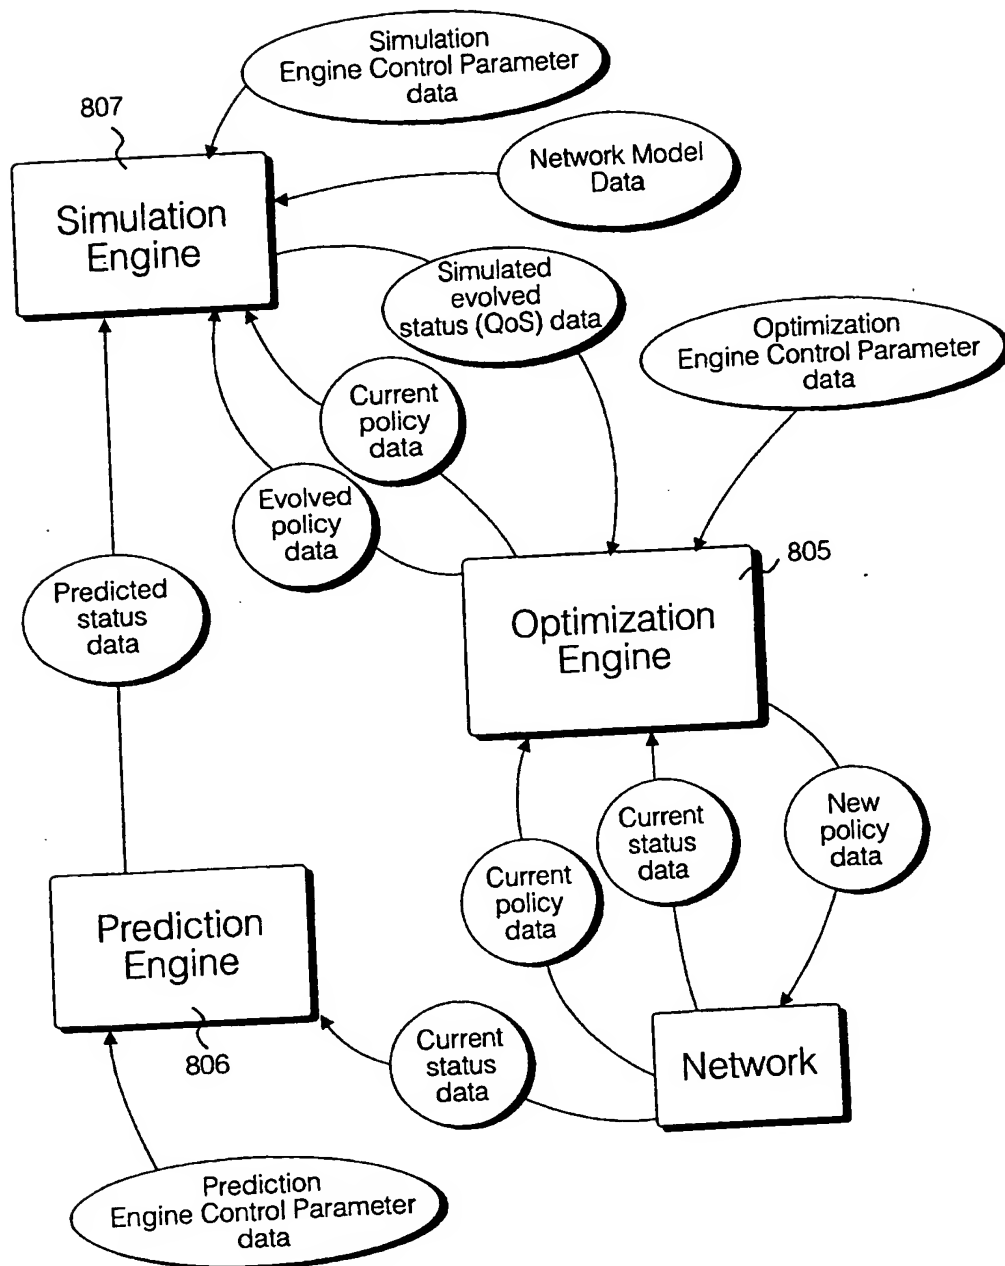 Simulation
Engine Control Parameter
data
807
Network Model
Data
Simulation
Engine
Simulated
evolved
status (QoS) data
Optimization
Engine Control Parameter
data
Current
policy
data
Evolved
policy
data
805
Predicted
status
data
Optimization
Engine
New
policy
data
Current
status
data
Current
policy
data
Prediction
Engine
806
Current
status
data
Network
Prediction
Engine Control Parameter
data